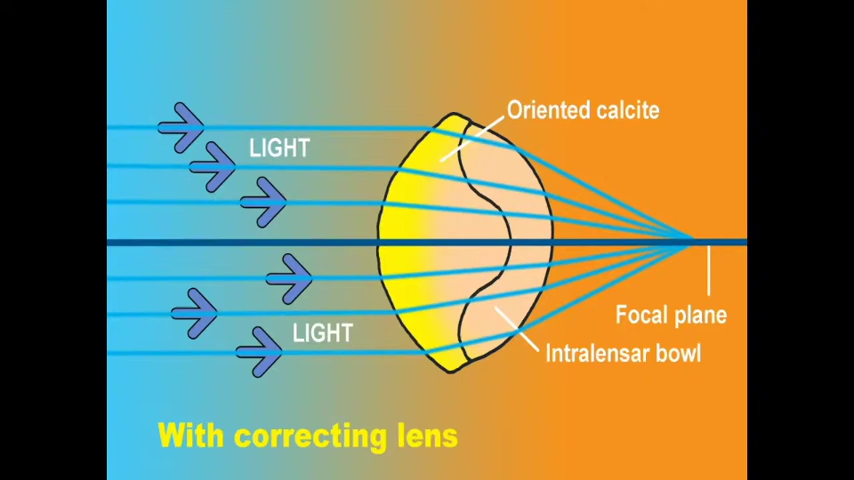 Oriented calcite
LIGHT
Focal plane
LIGHT
Intralensar bowl
With correcting lens